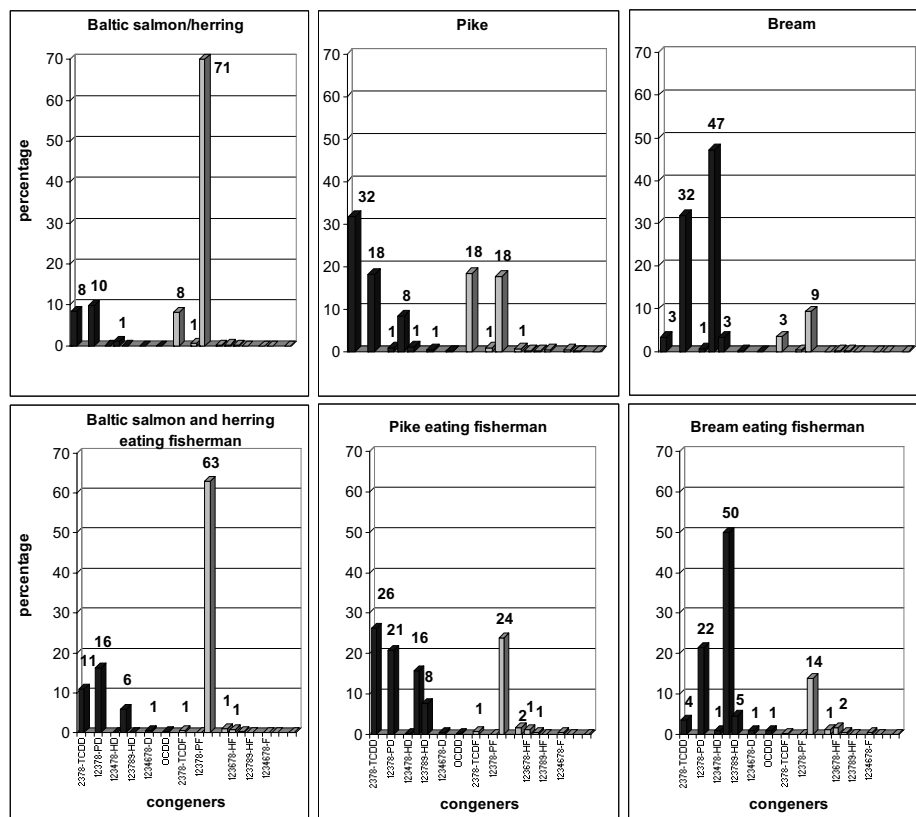 Baltic salmon/herring
percentage
70
60
50
40
30
20
10
0
8
10
1
8
1
71
Pike
70
60
50
40
30
20
10
0
32
18
1
8
1
1
18
1
18
1
Bream
70
60
50
40
30
20
10
0
3
32
1
47
3
3
9
Baltic salmon and herring
eating fisherman
percentage
70
60
50
40
30
20
10
0
11
16
6
1
1
63
1
1
2378-TCDD
12378-PD
123478-HD
123789-HD
1234678-D
OCDD
2378-TCDF
12378-PF
123678-HF
123789-HF
1234678-F
congeners
Pike eating fisherman
70
60
50
40
30
20
10
0
26
21
16
8
1
24
2
1
1
2378-TCDD
12378-PD
123478-HD
123789-HD
1234678-D
OCDD
2378-TCDF
12378-PF
123678-HF
123789-HF
1234678-F
congeners
Bream eating fisherman
70
60
50
40
30
20
10
0
4
22
1
50
5
1
1
14
1
2
2378-TCDD
12378-PD
123478-HD
123789-HD
1234678-D
OCDD
2378-TCDF
12378-PF
123678-HF
123789-HF
1234678-F
congeners